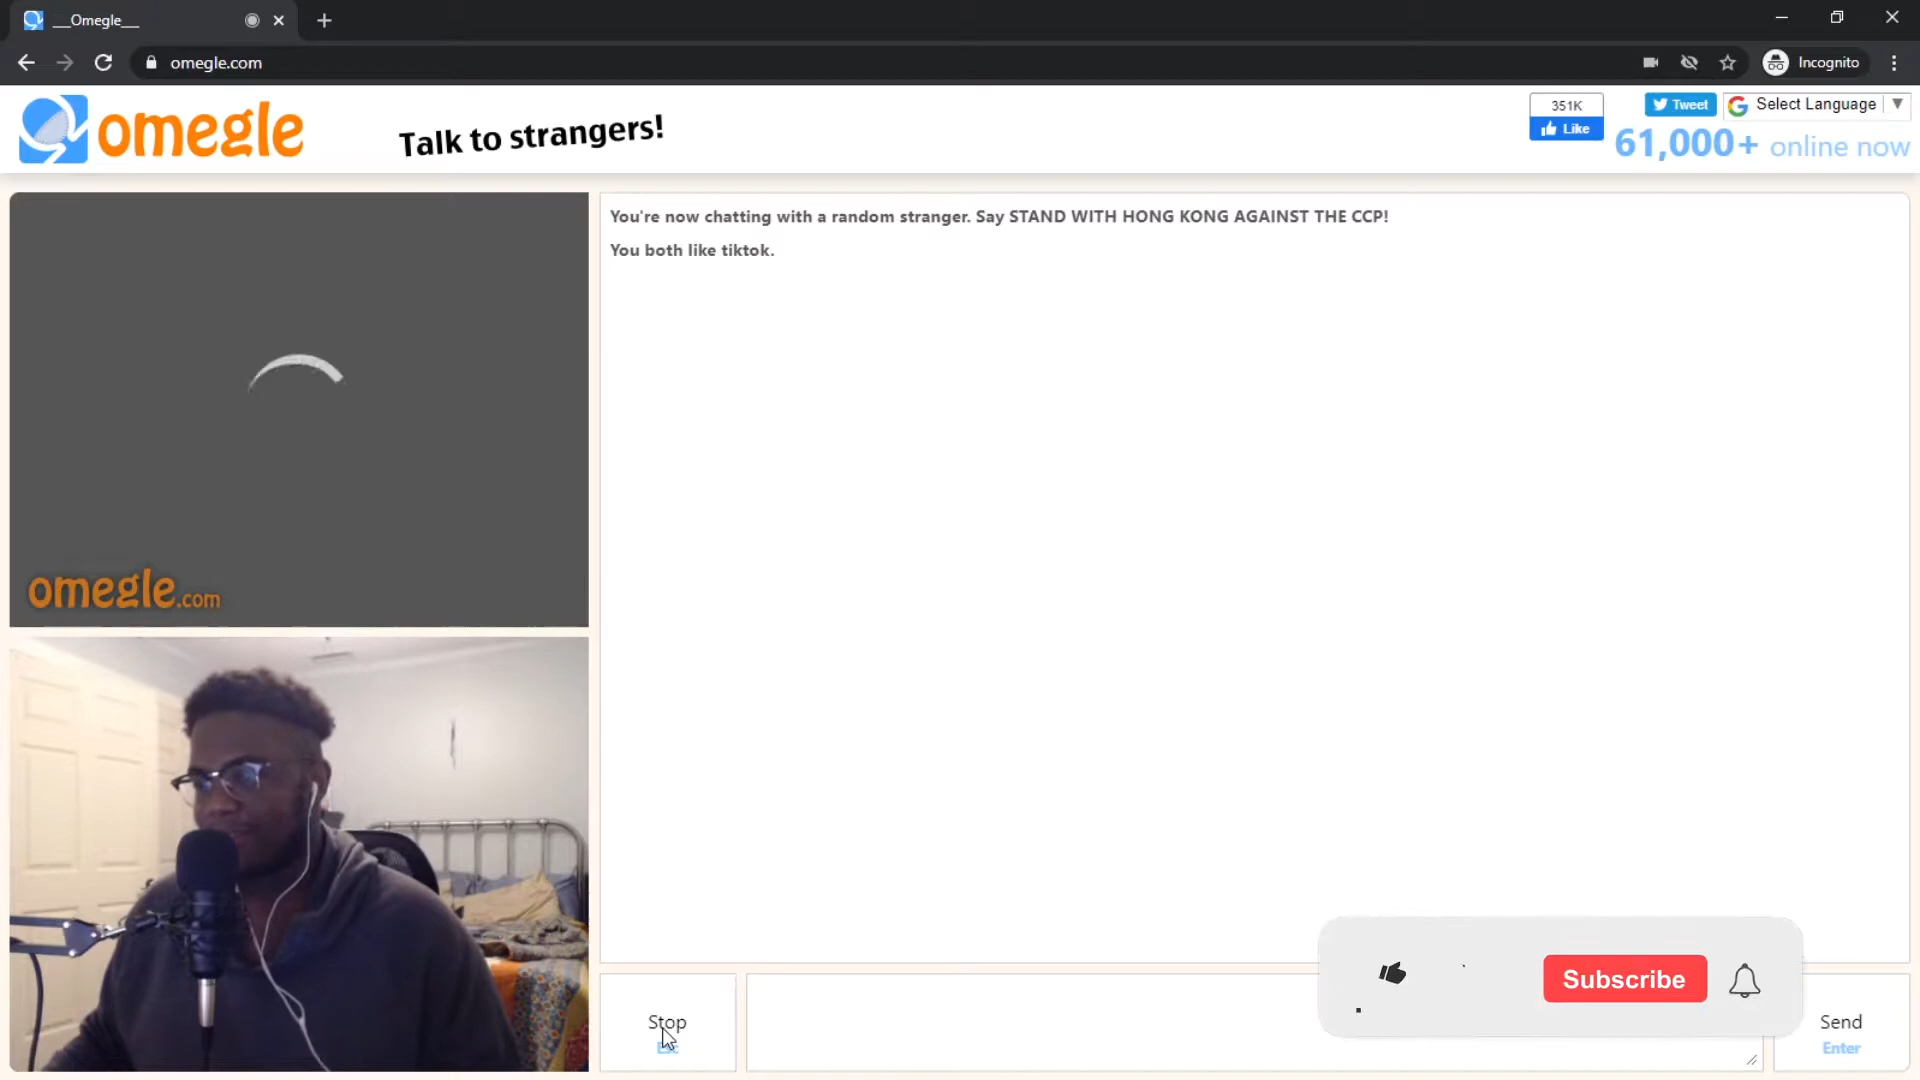 __Omegle__
omegle.com
Incognito
omegle
Talk to strangers!
351K
Like
Tweet
Select Language
61,000+ online now
You're now chatting with a random stranger. Say STAND WITH HONG KONG AGAINST THE CCP!
You both like tiktok.
omegle.com
Subscribe
Stop
Send
Enter